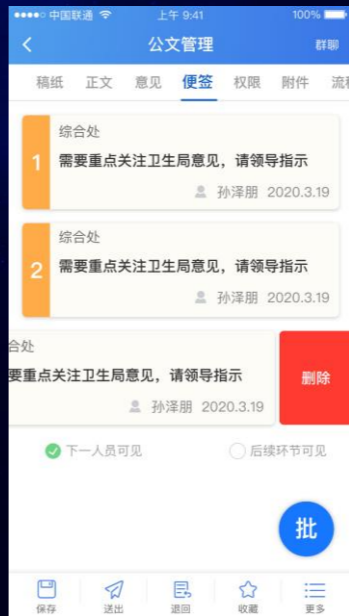 中国联通 上午 9:41 100%
公文管理 群聊
稿纸 正文 意见 便签 权限 附件 流程
综合处
1 需要重点关注卫生局意见，请领导指示
孙泽朋 2020.3.19
综合处
2 需要重点关注卫生局意见，请领导指示
孙泽朋 2020.3.19
合处
要重点关注卫生局意见，请领导指示 删除
孙泽朋 2020.3.19
下一人员可见 后续环节可见
批
保存 送出 退回 收藏 更多